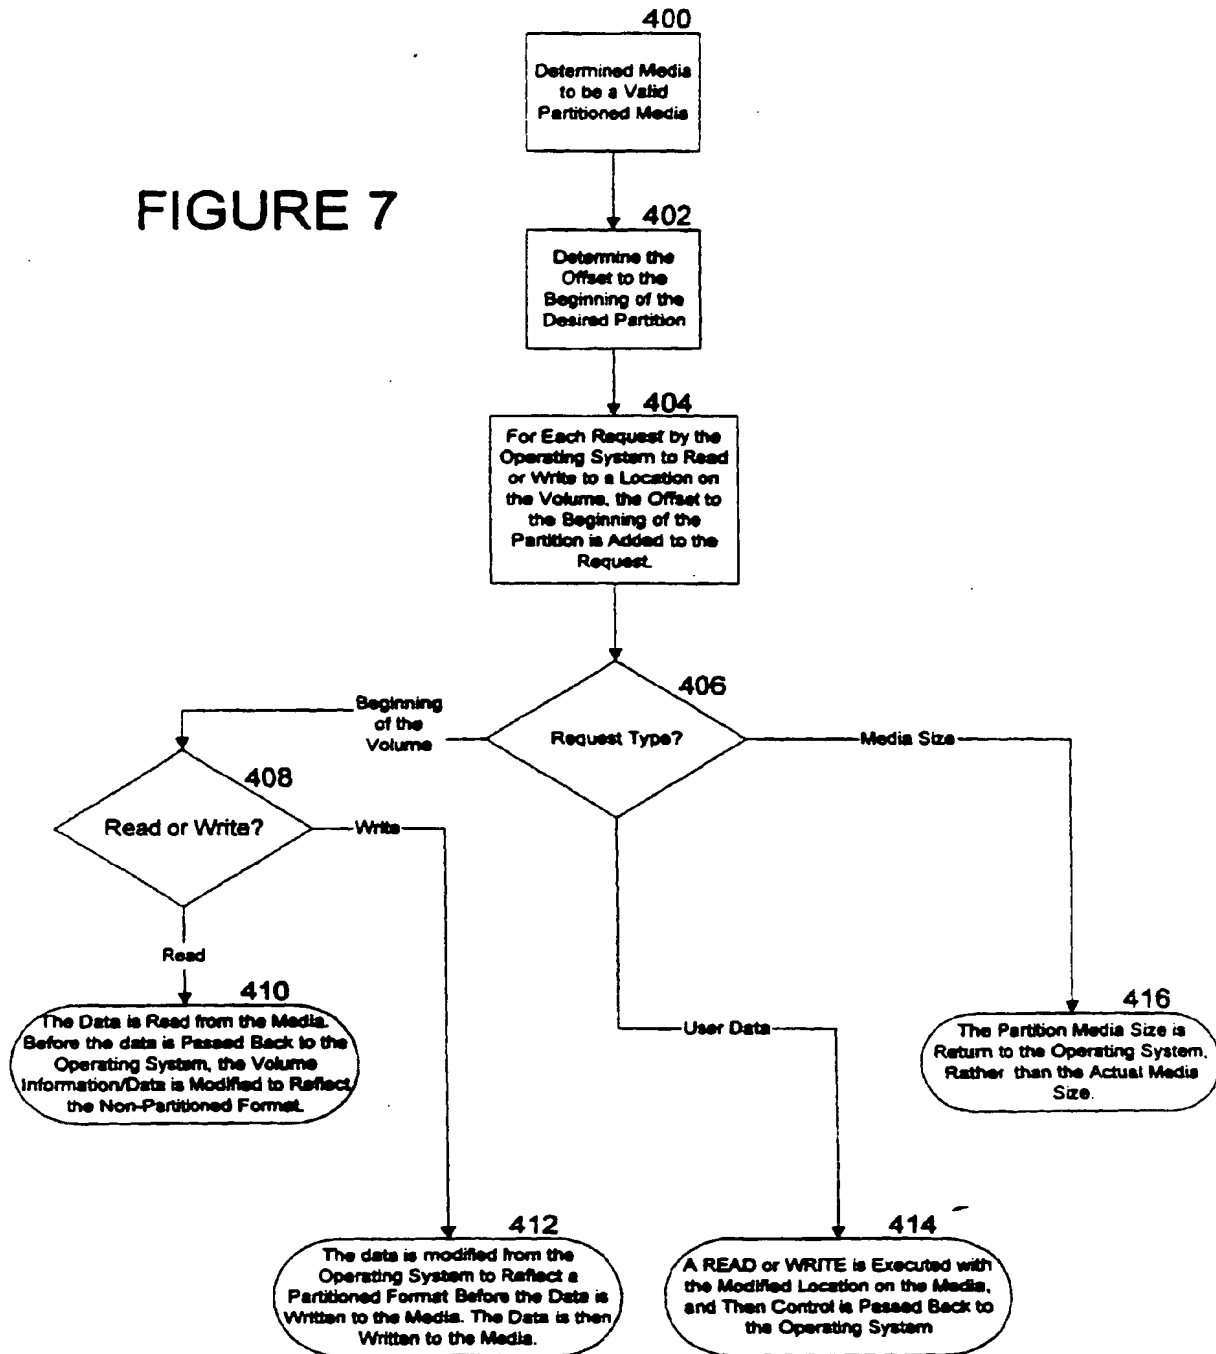 400
Determined Media
to be a Valid
Partitioned Media
FIGURE 7
402
Determine the
Offset to the
Beginning of the
Desired Partition
404
For Each Request by the
Operating System to Read
or Write to a Location on
the Volume, the Offset to
the Beginning of the
Partition is Added to the
Request.
406
Request Type?
Beginning
of the
Volume
Media Size
408
Read or Write?
Write
Read
User Data
410
The Data is Read from the Media.
Before the data is Passed Back to the
Operating System, the Volume
Information/Data is Modified to Reflect
the Non-Partitioned Format.
416
The Partition Media Size is
Return to the Operating System,
Rather than the Actual Media
Size.
412
The data is modified from the
Operating System to Reflect a
Partitioned Format Before the Data is
Written to the Media. The Data is then
Written to the Media.
414
A READ or WRITE is Executed with
the Modified Location on the Media,
and Then Control is Passed Back to
the Operating System